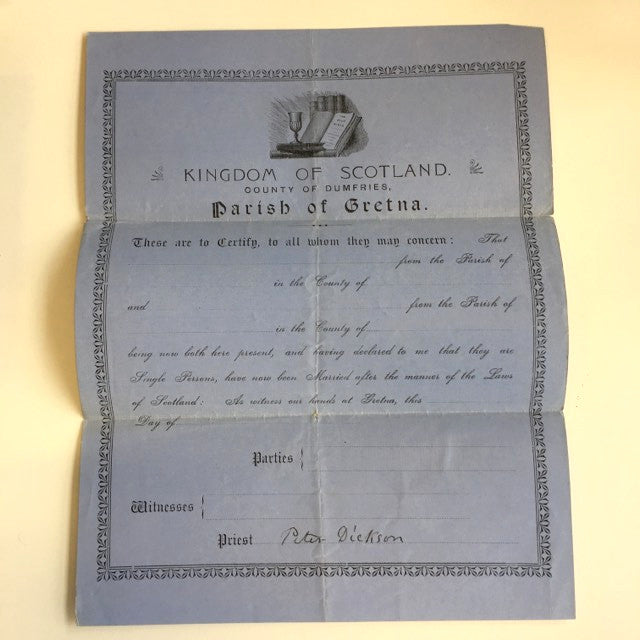 KINGDOM OF SCOTLAND.
COUNTY OF DUMFRIES,
Parish of Gretna.
These are to Certify, to all whom they may concern: That
from the Parish of
in the County of
and from the Parish of
in the County of
being now both here present, and having declared to me that they are
Single Persons, have now been Married after the manner of the Laws
of Scotland: As witness our hands at Gretna, this
Day of
Parties
Witnesses
Priest Peter Dickson